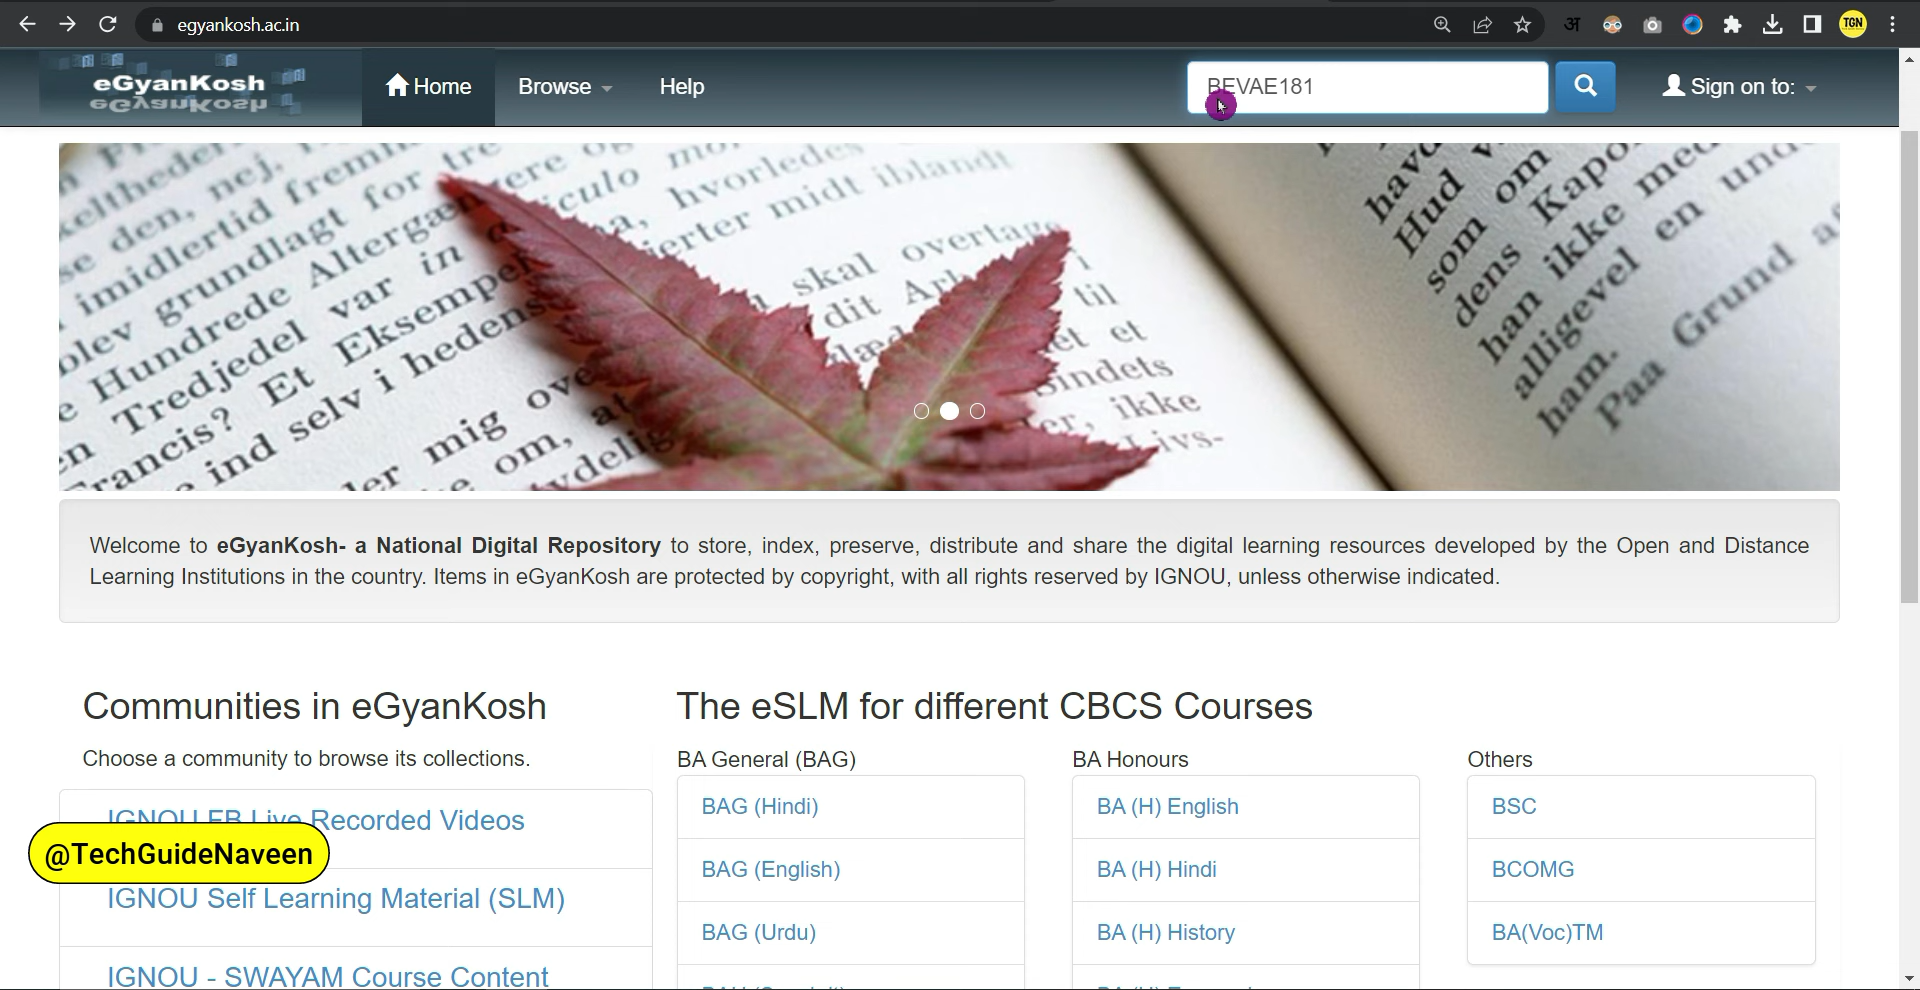 egyankosh.ac.in
TGN
eGyanKosh
Home
Browse
Help
BEVAE181
Sign on to:
Welcome to eGyanKosh- a National Digital Repository to store, index, preserve, distribute and share the digital learning resources developed by the Open and Distance
Learning Institutions in the country. Items in eGyanKosh are protected by copyright, with all rights reserved by IGNOU, unless otherwise indicated.
Communities in eGyanKosh
Choose a community to browse its collections.
IGNOU FB Live Recorded Videos
@TechGuideNaveen
IGNOU Self Learning Material (SLM)
IGNOU - SWAYAM Course Content
The eSLM for different CBCS Courses
BA General (BAG)
BAG (Hindi)
BAG (English)
BAG (Urdu)
BA Honours
BA (H) English
BA (H) Hindi
BA (H) History
Others
BSC
BCOMG
BA(Voc)TM